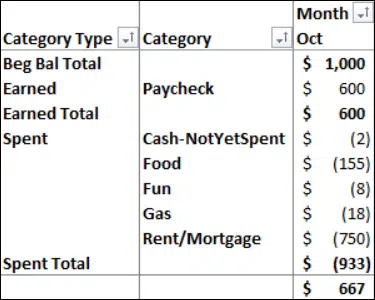 Month
Category Type Category Oct
Beg Bal Total $ 1,000
Earned Paycheck $ 600
Earned Total $ 600
Spent Cash-NotYetSpent $ (2)
Food $ (155)
Fun $ (8)
Gas $ (18)
Rent/Mortgage $ (750)
Spent Total $ (933)
$ 667